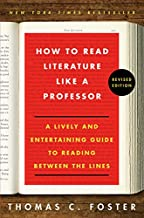 NEW YORK TIMES BESTSELLER
HOW TO READ
LITERATURE
LIKE A
PROFESSOR
REVISED
EDITION
A LIVELY AND
ENTERTAINING GUIDE
TO READING
BETWEEN THE LINES
THOMAS C. FOSTER